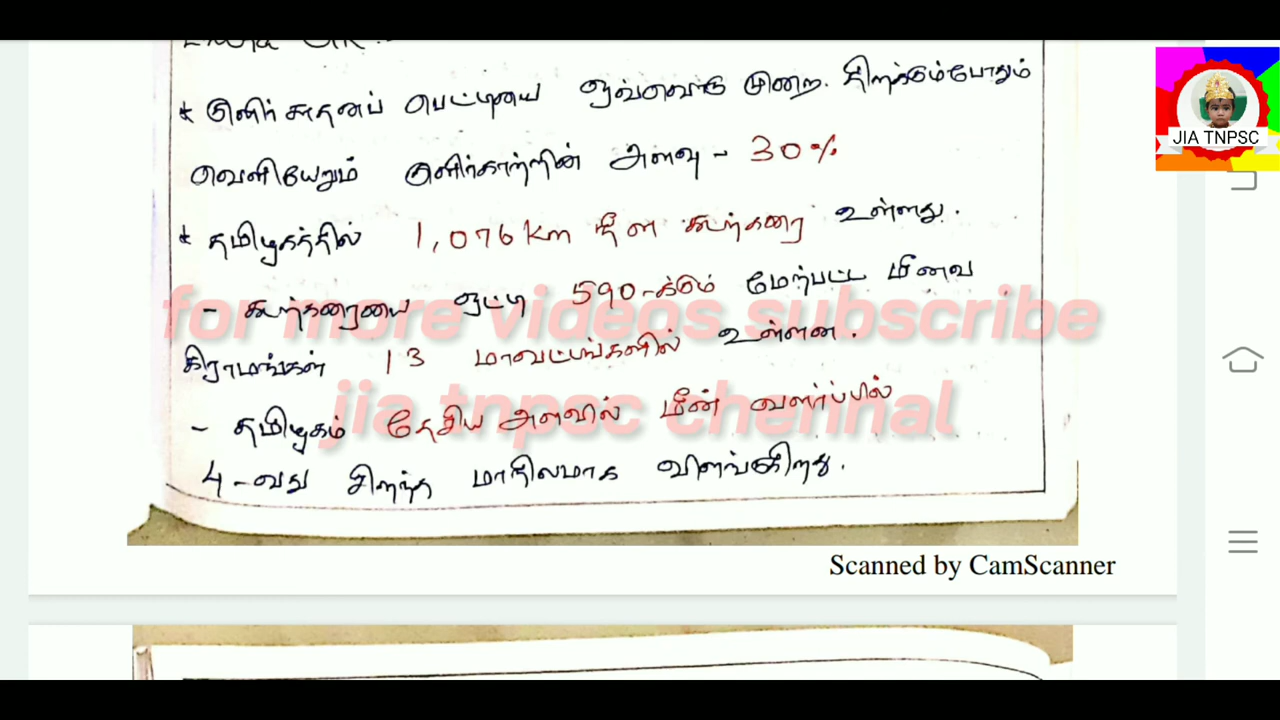 * குளிர் சாதனப் பெட்டியை ஒவ்வொரு முறை. திறக்கும்போதும்
வெளியேறும் குளிர்காற்றின் அளவு - 30%
* தமிழகத்தில் 1,076 km நீள கடற்கரை உள்ளது.
- கடற்கரையை ஒட்டி 590-க்கும் மேற்பட்ட மீனவ
கிராமங்கள் 13 மாவட்டங்களில் உள்ளன.
- தமிழகம் தேசிய அளவில் மீன் வளர்ப்பில்
4-வது சிறந்த மாநிலமாக விளங்கிறது.
for more videos subscribe
jia tnpsc chennal
JIA TNPSC
Scanned by CamScanner